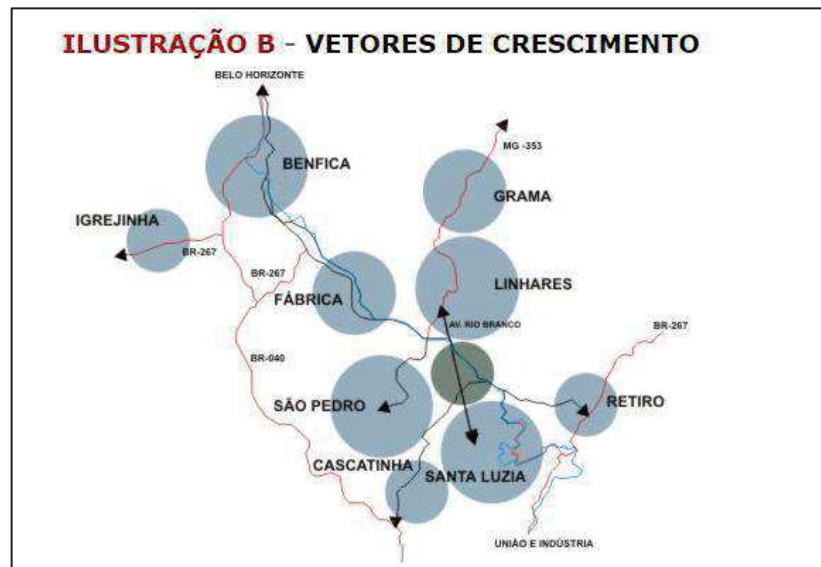 ILUSTRAÇÃO B - VETORES DE CRESCIMENTO
BELO HORIZONTE
MG -353
BENFICA
GRAMA
IGREJINHA
BR-267
BR-267
FÁBRICA
LINHARES
AV. RIO BRANCO
BR-267
BR-040
SÃO PEDRO
RETIRO
CASCATINHA
SANTA LUZIA
UNIÃO E INDÚSTRIA